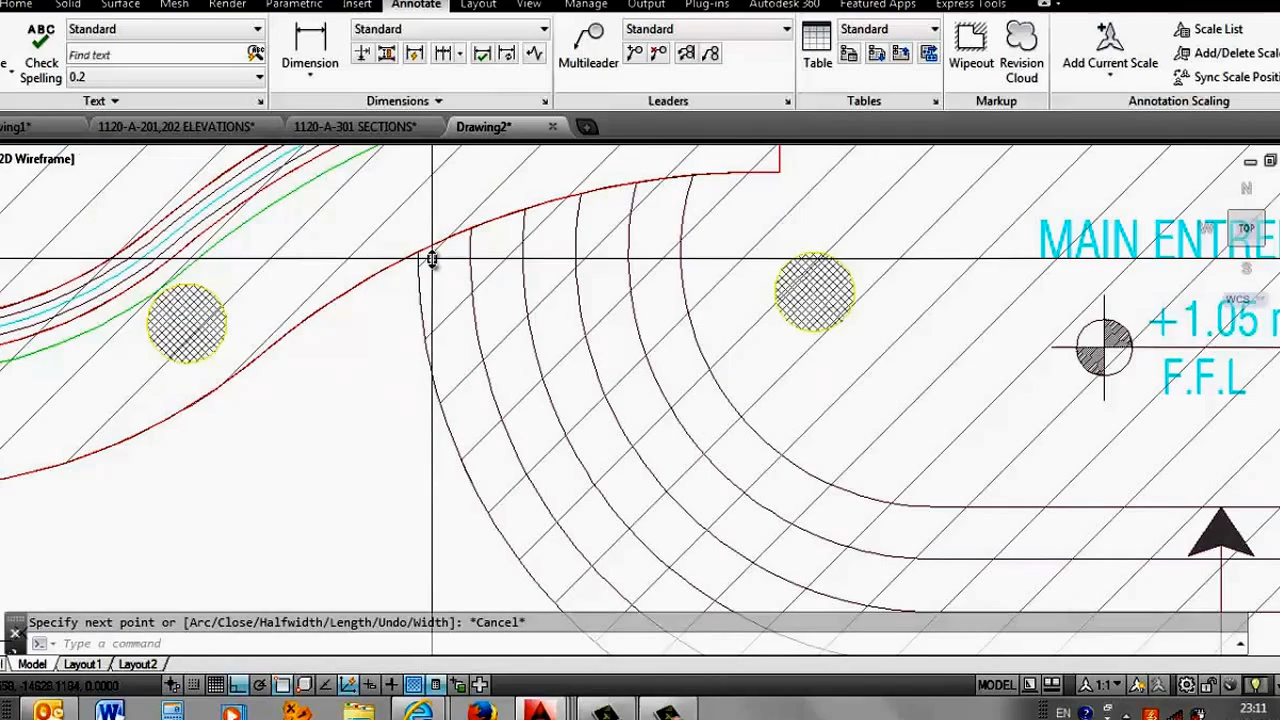 Home Solid Surface Mesh Render Parametric Insert Annotate Layout View Manage Output Plug-ins Autodesk 360 Featured Apps Express Tools
ABC Standard Standard Standard Standard Scale List
Find text
Check Spelling Dimension Multileader Table Wipeout Revision Cloud Add Current Scale Add/Delete Scale
0.2 Sync Scale Positi
Text Dimensions Leaders Tables Markup Annotation Scaling
wing1* 1120-A-201,202 ELEVATIONS* 1120-A-301 SECTIONS* Drawing2*
2D Wireframe]
N
TOP
S
WCS
MAIN ENTRE
+1.05 m
F.F.L
Specify next point or [Arc/Close/Halfwidth/Length/Undo/Width]: *Cancel*
Type a command
Model Layout1 Layout2
MODEL 1:1
EN 23:11